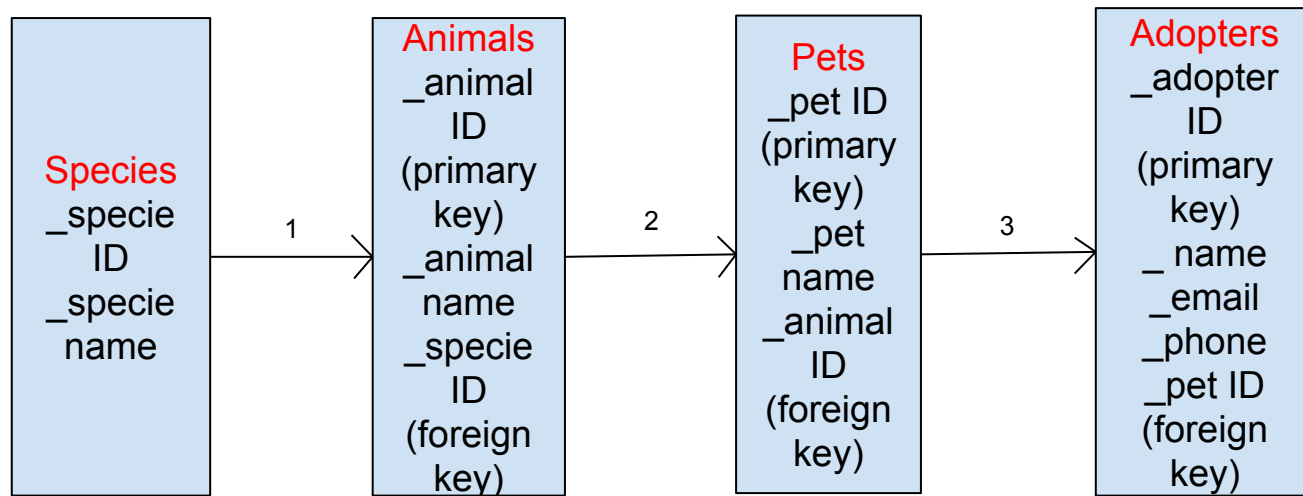 Species
_specie
ID
_specie
name
1
Animals
_animal
ID
(primary
key)
_animal
name
_specie
ID
(foreign
key)
2
Pets
_pet ID
(primary
key)
_pet
name
_animal
ID
(foreign
key)
3
Adopters
_adopter
ID
(primary
key)
_ name
_email
_phone
_pet ID
(foreign
key)